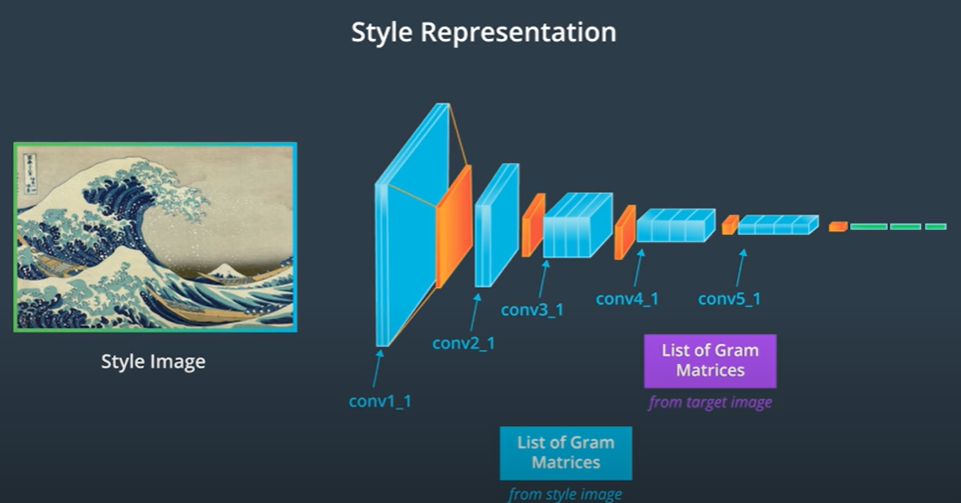 Style Representation
Style Image
conv1_1
conv2_1
conv3_1
conv4_1
conv5_1
List of Gram
Matrices
from target image
List of Gram
Matrices
from style image